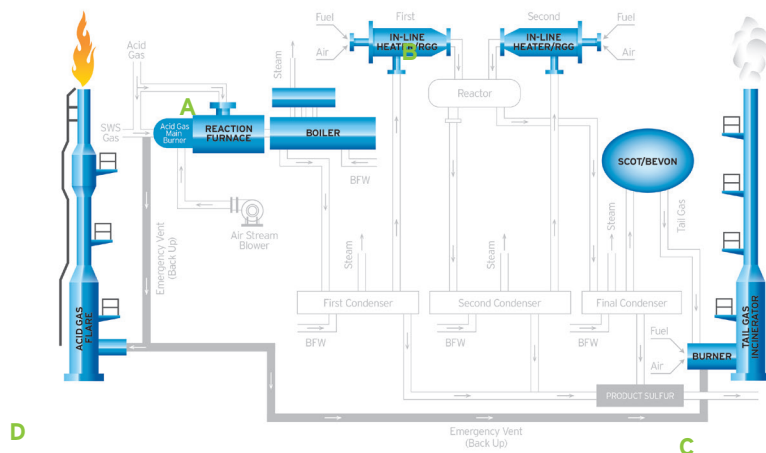 First
Second
Fuel
Air
IN-LINE
HEATER/RGG
B
IN-LINE
HEATER/RGG
Fuel
Air
Acid
Gas
Steam
Reactor
A
SWS
Gas
Acid Gas
Main
Burner
REACTION
FURNACE
BOILER
BFW
SCOT/BEVON
Air Stream
Blower
Emergency Vent
(Back Up)
Steam
Steam
Steam
Tail Gas
First Condenser
Second Condenser
Final Condenser
BFW
BFW
BFW
ACID GAS
FLARE
Fuel
Air
BURNER
TAIL GAS
INCINERATOR
PRODUCT SULFUR
Emergency Vent
(Back Up)
D
C